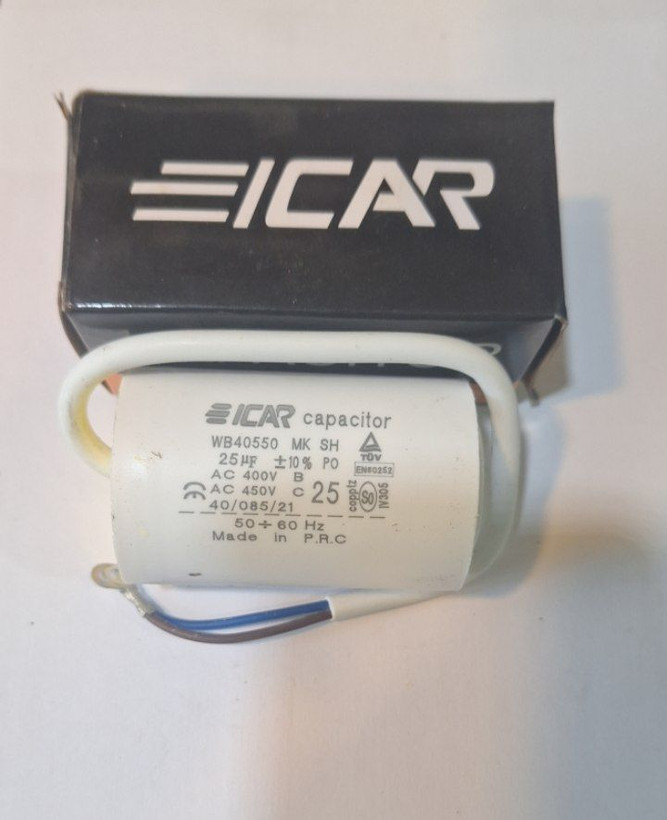 ICAR
ICAR capacitor
WB40550 MK SH
25µF ±10% PO
TÜV
EN60252
AC 400V B
AC 450V C
25
40/085/21
50÷60 Hz
Made in P.R.C